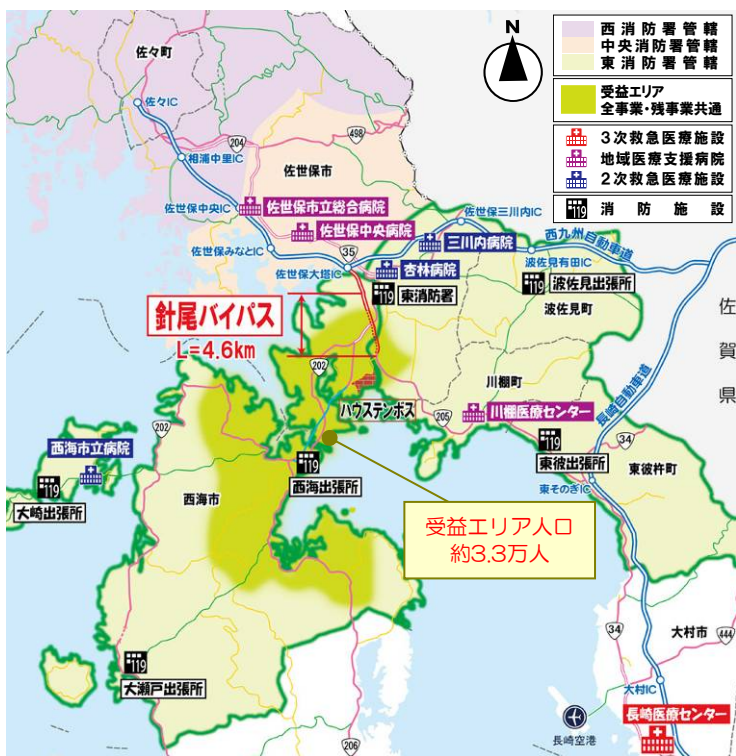 N
西消防署管轄
中央消防署管轄
東消防署管轄
受益エリア
全事業・残事業共通
3次救急医療施設
地域医療支援病院
2次救急医療施設
119
消防施設
佐々町
佐々IC
204
498
相浦中里IC
佐世保市
佐世保中央IC
佐世保市立総合病院
佐世保中央病院
佐世保三川内IC
三川内病院
西九州自動車道
佐世保みなとIC
35
佐世保大塔IC
杏林病院
波佐見有田IC
119
東消防署
119
波佐見出張所
針尾バイパス
L=4.6km
波佐見町
佐賀県
202
ハウステンボス
川棚町
長崎自動車道
205
川棚医療センター
202
34
西海市立病院
119
東彼出張所
東彼杵町
119
西海出張所
119
大崎出張所
西海市
東そのぎIC
受益エリア人口
約3.3万人
34
大村市
444
119
大瀬戸出張所
大村IC
長崎空港
長崎医療センター
206